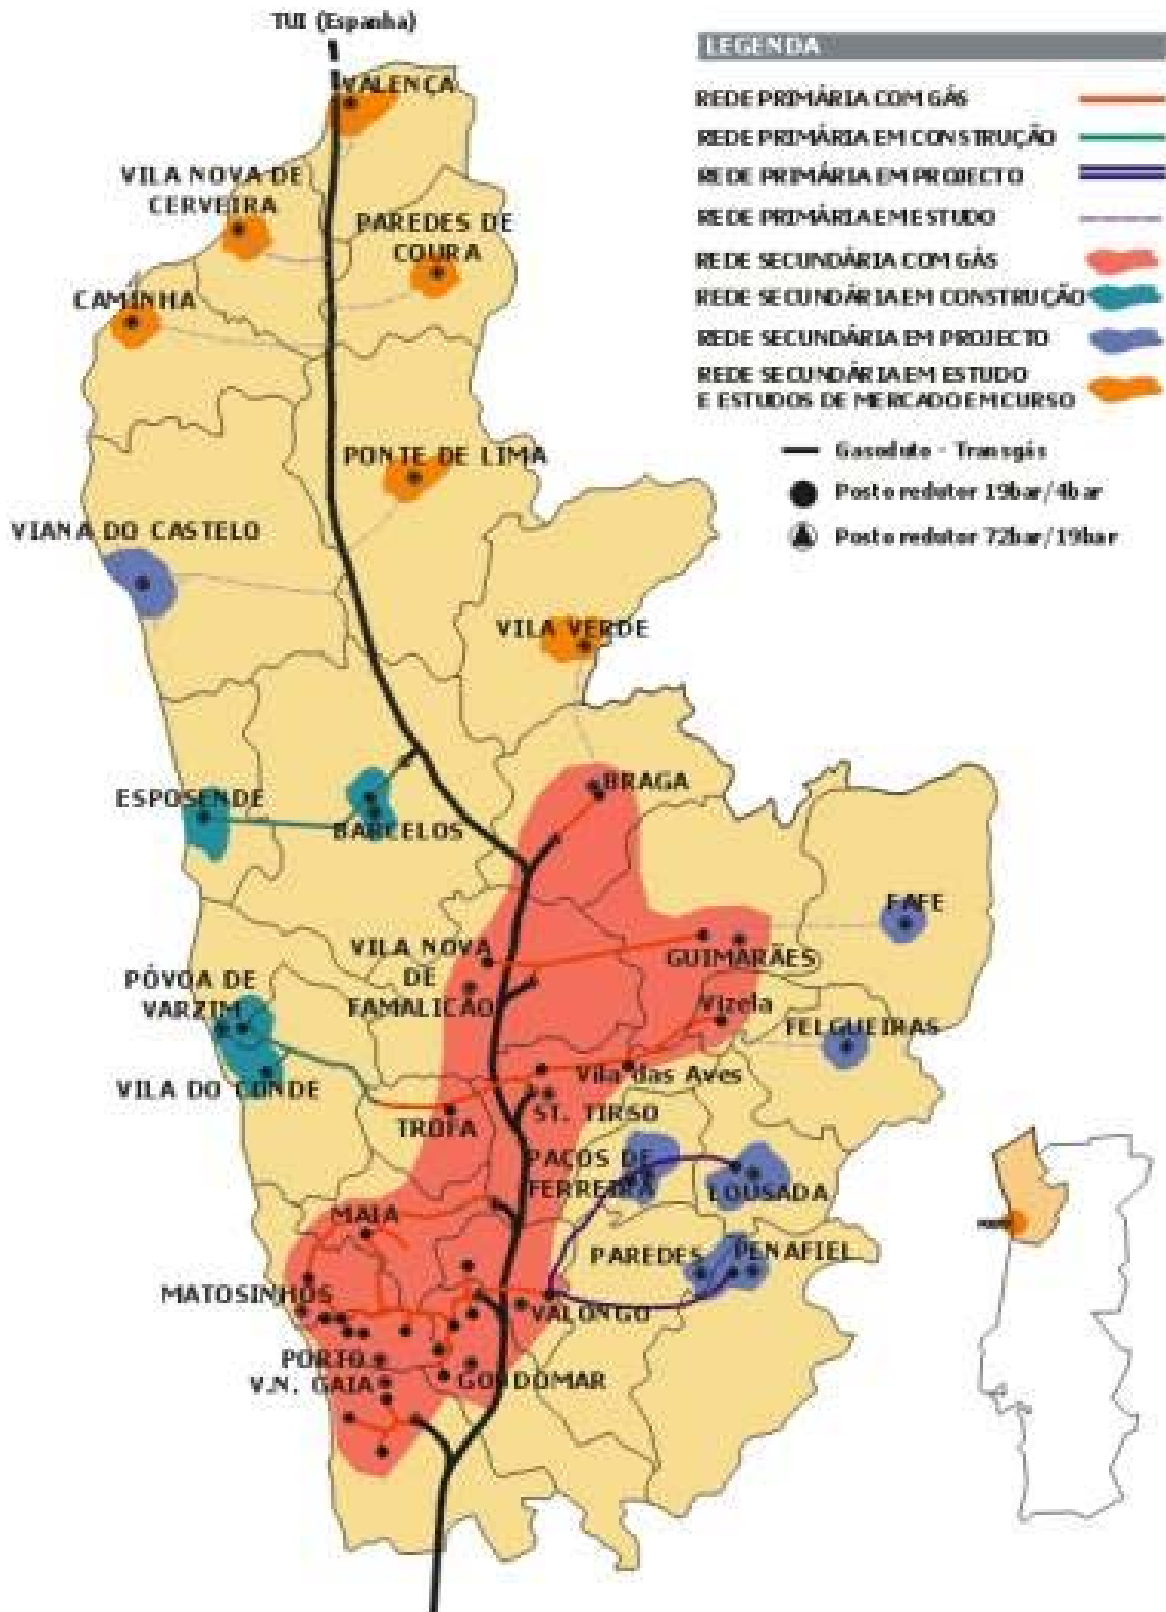 TUI (Espanha)
LEGENDA
REDE PRIMÁRIA COM GÁS
REDE PRIMÁRIA EM CONSTRUÇÃO
REDE PRIMÁRIA EM PROJECTO
REDE PRIMÁRIA EM ESTUDO
REDE SECUNDÁRIA COM GÁS
REDE SECUNDÁRIA EM CONSTRUÇÃO
REDE SECUNDÁRIA EM PROJECTO
REDE SECUNDÁRIA EM ESTUDO
E ESTUDOS DE MERCADO EM CURSO
Gasoduto - Transgás
Posto redutor 19bar/4bar
Posto redutor 72bar/19bar
VALENÇA
VILA NOVA DE
CERVEIRA
PAREDES DE
COURA
CAMINHA
PONTE DE LIMA
VIANA DO CASTELO
VILA VERDE
BRAGA
ESPOSENDE
BARCELOS
FAFE
VILA NOVA
DE
FAMALICÃO
GUIMARÃES
PÓVOA DE
VARZIM
Vizela
FELGUEIRAS
VILA DO CONDE
Vila das Aves
TROFA
ST. TIRSO
PAÇOS DE
FERREIRA
LOUSADA
MAIA
PAREDES
PENAFIEL
MATOSINHOS
VALONGO
PORTO
V.N. GAIA
GONDOMAR